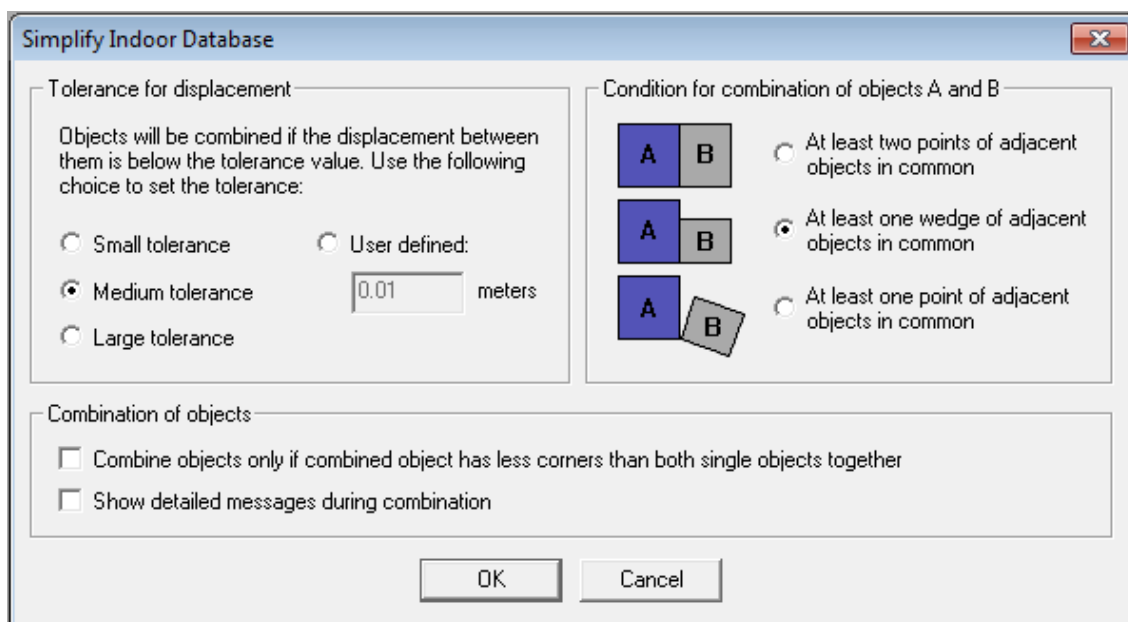 Simplify Indoor Database
Tolerance for displacement
Objects will be combined if the displacement between
them is below the tolerance value. Use the following
choice to set the tolerance:
Small tolerance
User defined:
Medium tolerance
0.01 meters
Large tolerance
Condition for combination of objects A and B
A B
At least two points of adjacent
objects in common
A B
At least one wedge of adjacent
objects in common
A B
At least one point of adjacent
objects in common
Combination of objects
Combine objects only if combined object has less corners than both single objects together
Show detailed messages during combination
OK Cancel